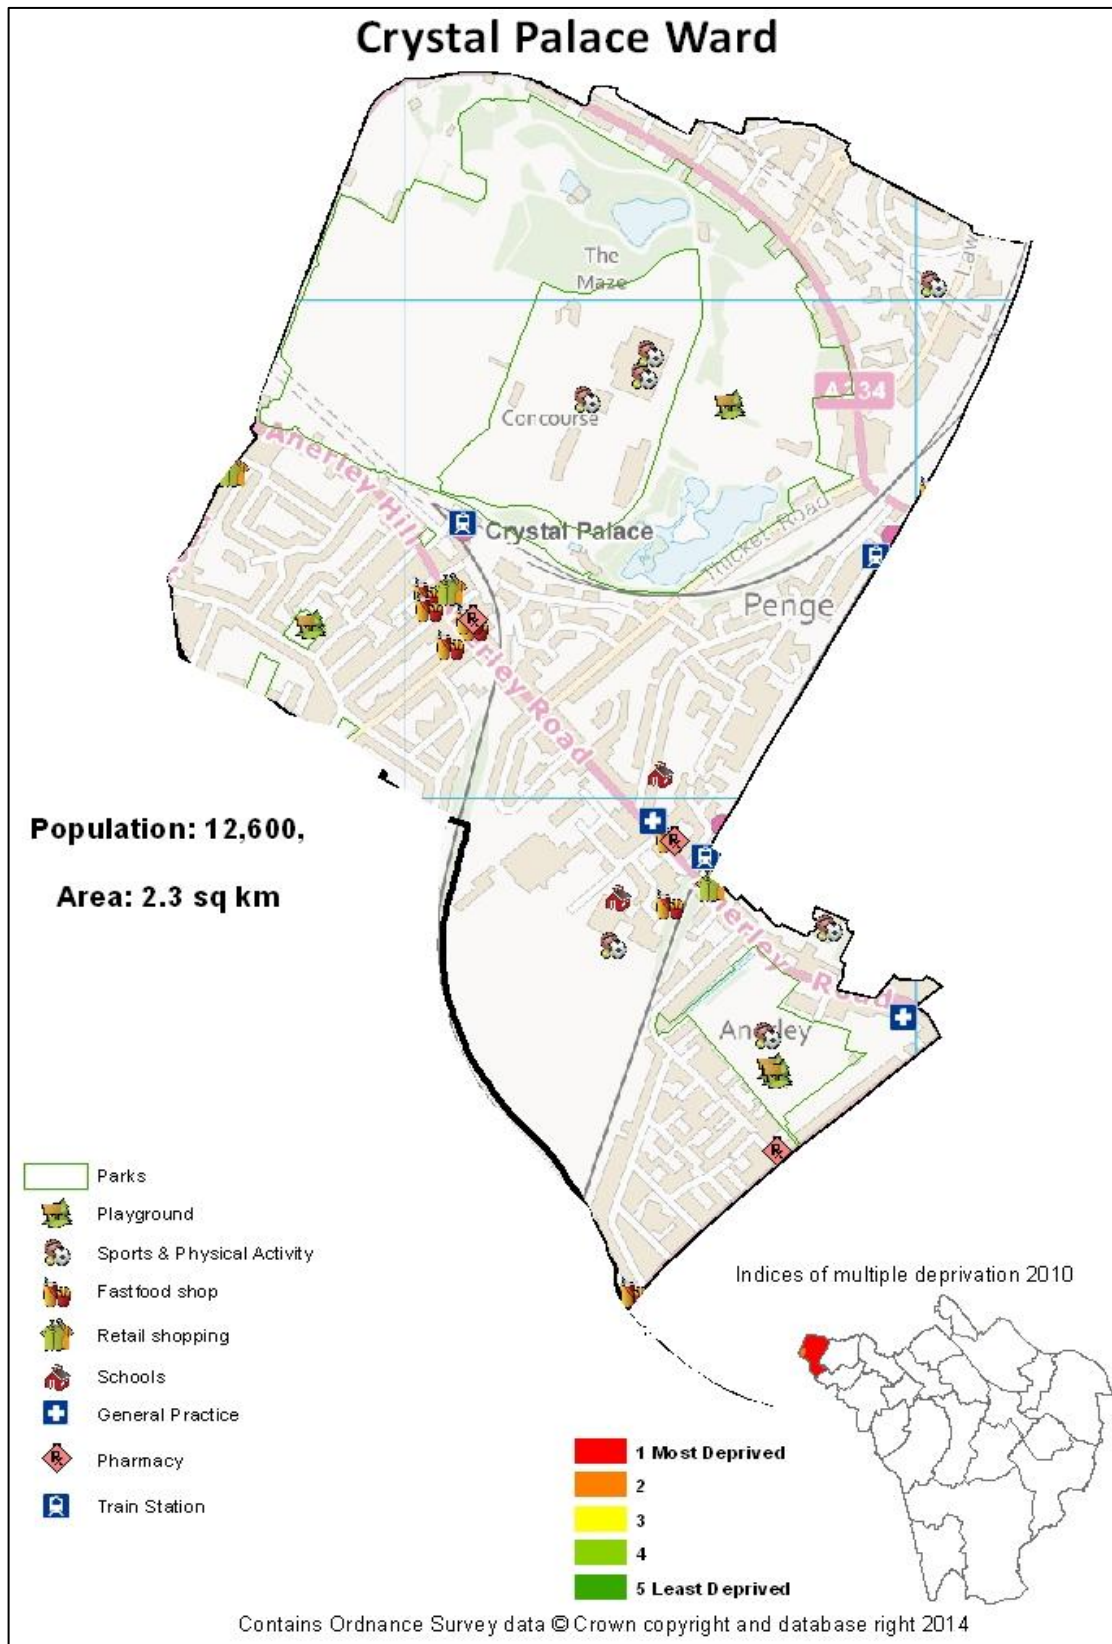 Crystal Palace Ward
The
Maze
Concourse
A234
Anerley Hill
Crystal Palace
Thicket Road
Penge
Anerley Road
Population: 12,600,
Area: 2.3 sq km
Anerley Road
Anerley
Parks
Playground
Sports & Physical Activity
Fastfood shop
Retail shopping
Schools
General Practice
Pharmacy
Train Station
Indices of multiple deprivation 2010
1 Most Deprived
2
3
4
5 Least Deprived
Contains Ordnance Survey data © Crown copyright and database right 2014